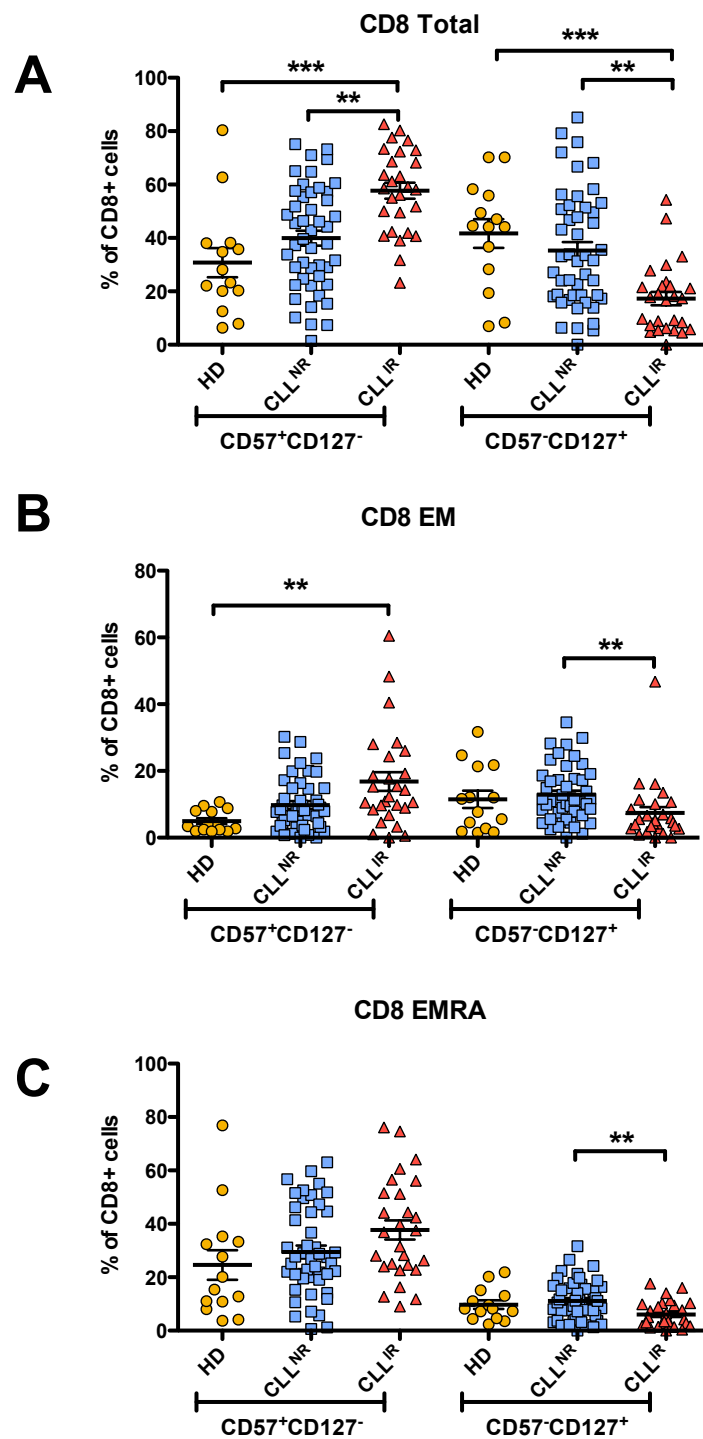 CD8 Total
A
***
***
**
**
100
80
60
40
20
0
% of CD8+ cells
HD
CLL^NR
CLL^IR
HD
CLL^NR
CLL^IR
CD57⁺CD127⁻
CD57⁻CD127⁺
B
CD8 EM
80
60
40
20
0
% of CD8+ cells
**
**
HD
CLL^NR
CLL^IR
HD
CLL^NR
CLL^IR
CD57⁺CD127⁻
CD57⁻CD127⁺
CD8 EMRA
C
100
80
60
40
20
0
% of CD8+ cells
**
HD
CLL^NR
CLL^IR
HD
CLL^NR
CLL^IR
CD57⁺CD127⁻
CD57⁻CD127⁺